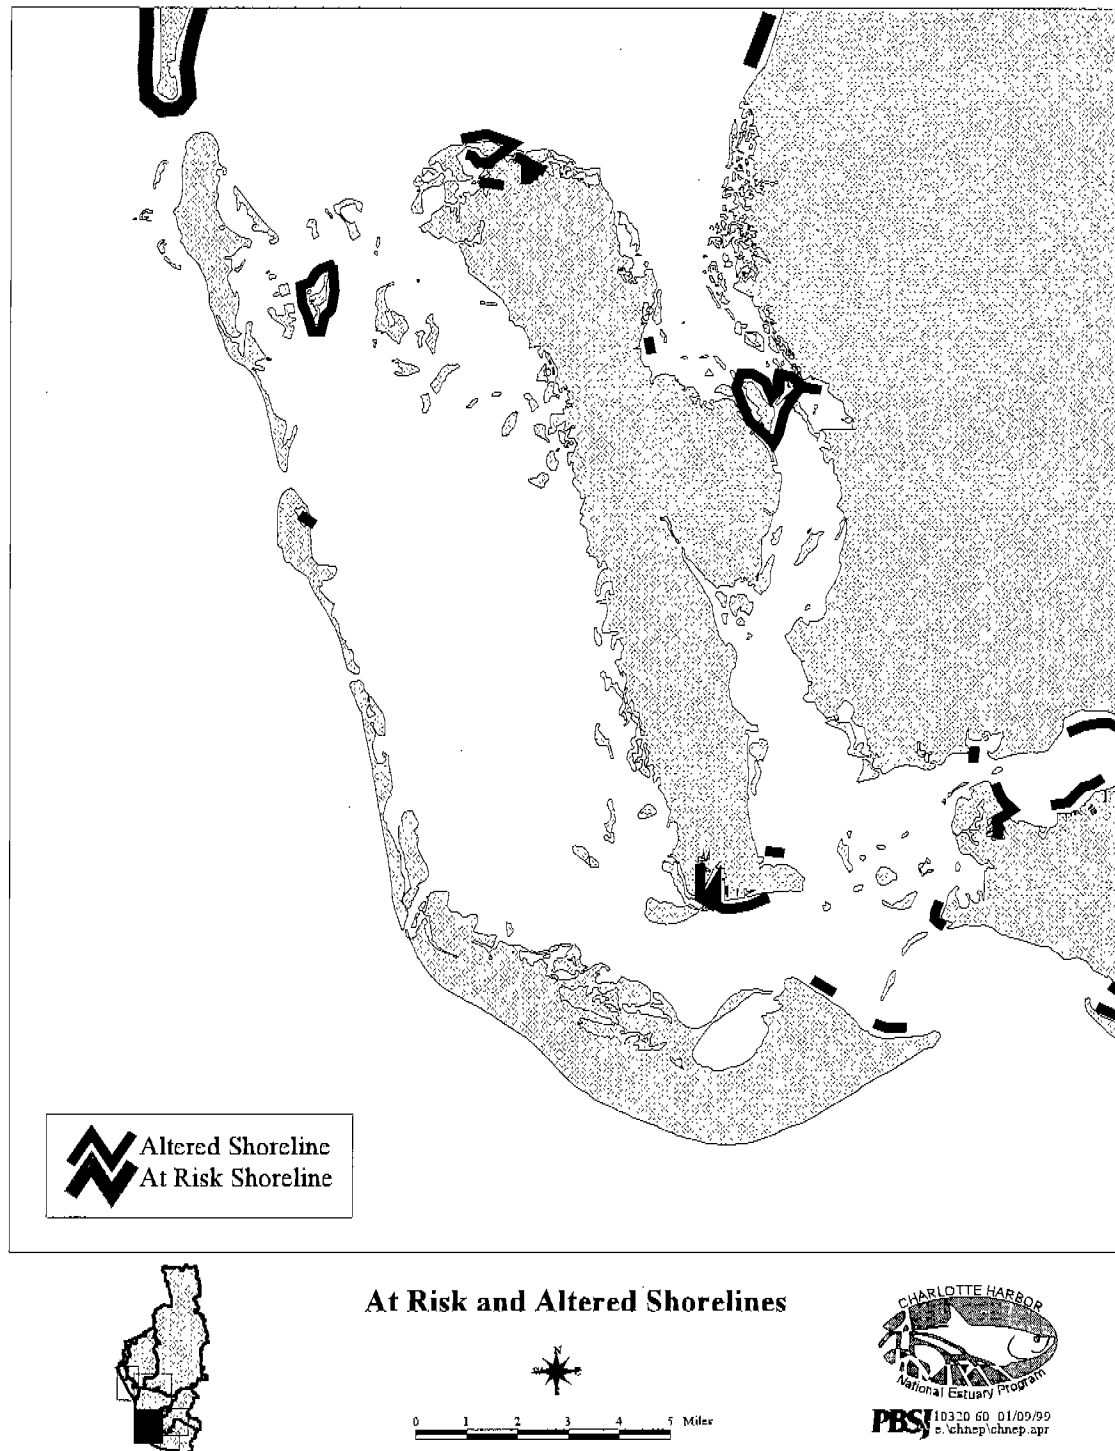 Altered Shoreline
At Risk Shoreline
At Risk and Altered Shorelines
N
0 1 2 3 4 5 Miles
CHARLOTTE HARBOR
National Estuary Program
PBSJ 10320 60 01/09/99
e:\chnep\chnep.apr